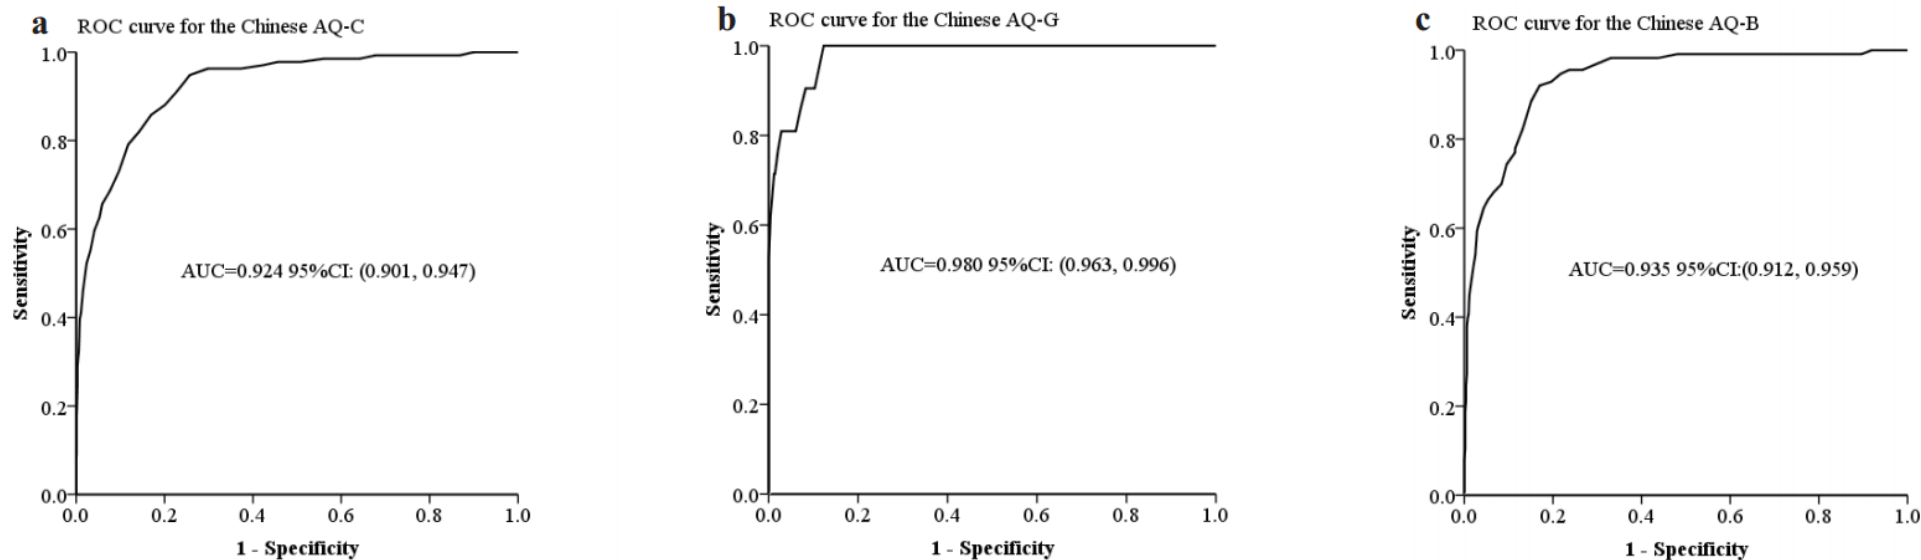 a
ROC curve for the Chinese AQ-C
1.0
0.8
0.6
0.4
0.2
0.0
Sensitivity
AUC=0.924 95%CI: (0.901, 0.947)
0.0 0.2 0.4 0.6 0.8 1.0
1 - Specificity
b
ROC curve for the Chinese AQ-G
1.0
0.8
0.6
0.4
0.2
0.0
Sensitivity
AUC=0.980 95%CI: (0.963, 0.996)
0.0 0.2 0.4 0.6 0.8 1.0
1 - Specificity
c
ROC curve for the Chinese AQ-B
1.0
0.8
0.6
0.4
0.2
0.0
Sensitivity
AUC=0.935 95%CI:(0.912, 0.959)
0.0 0.2 0.4 0.6 0.8 1.0
1 - Specificity